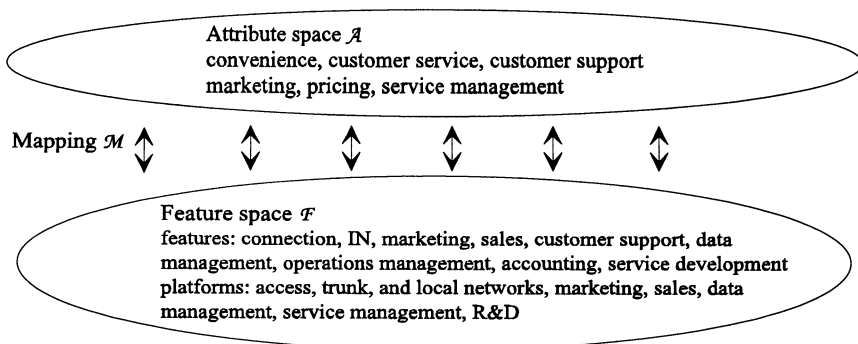 Attribute space 𝒜
convenience, customer service, customer support
marketing, pricing, service management
Mapping ℳ
Feature space ℱ
features: connection, IN, marketing, sales, customer support, data
management, operations management, accounting, service development
platforms: access, trunk, and local networks, marketing, sales, data
management, service management, R&D